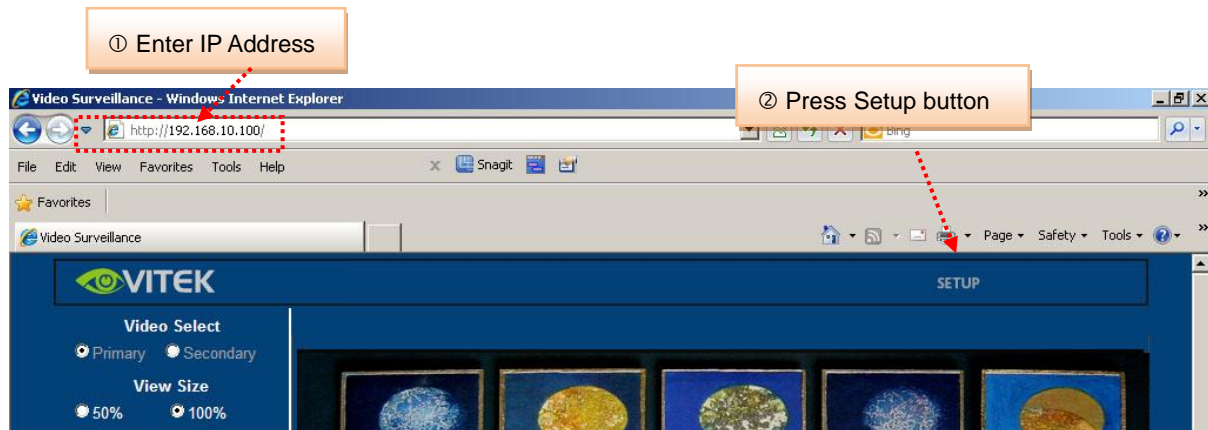 ① Enter IP Address
② Press Setup button
Video Surveillance - Windows Internet Explorer
http://192.168.10.100/
Bing
File Edit View Favorites Tools Help
x Snagit
Favorites
»
Video Surveillance
Page Safety Tools »
VITEK
SETUP
Video Select
Primary Secondary
View Size
50% 100%